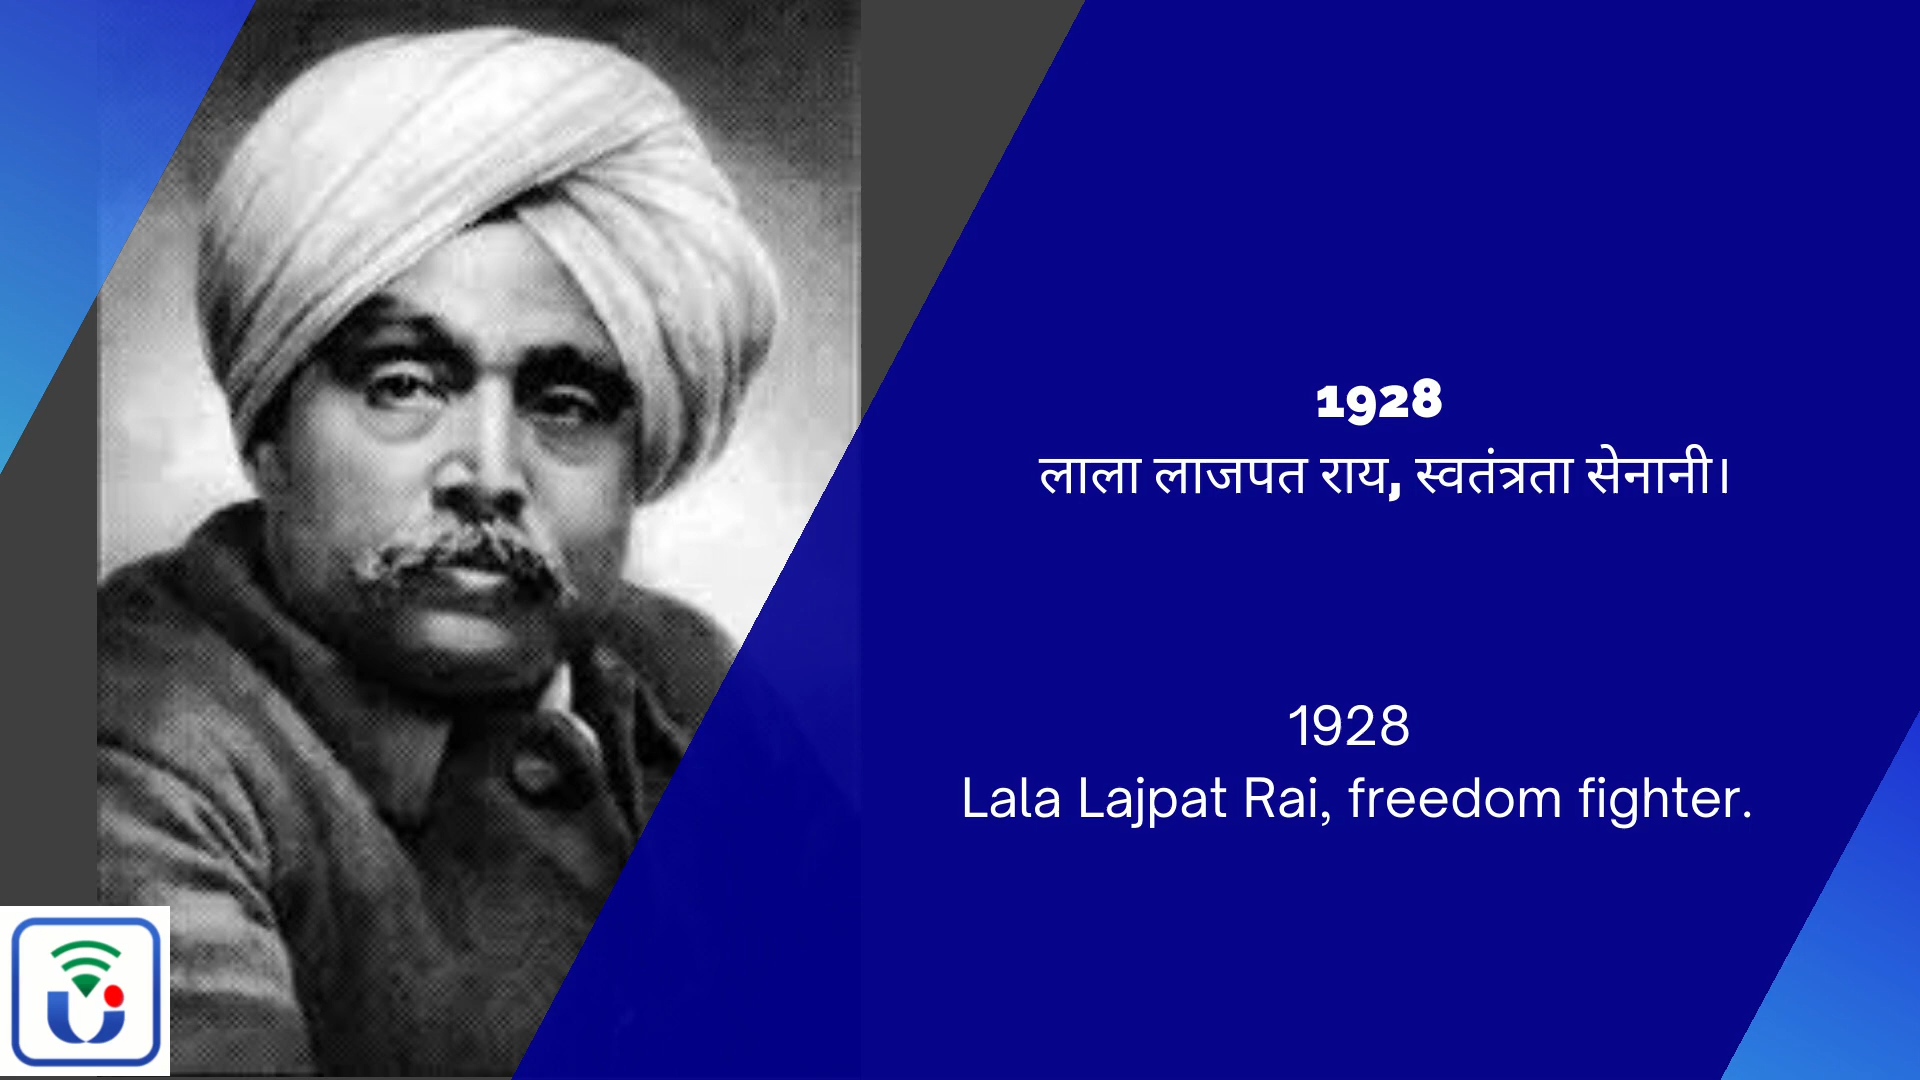 1928
लाला लाजपत राय, स्वतंत्रता सेनानी।
1928
Lala Lajpat Rai, freedom fighter.